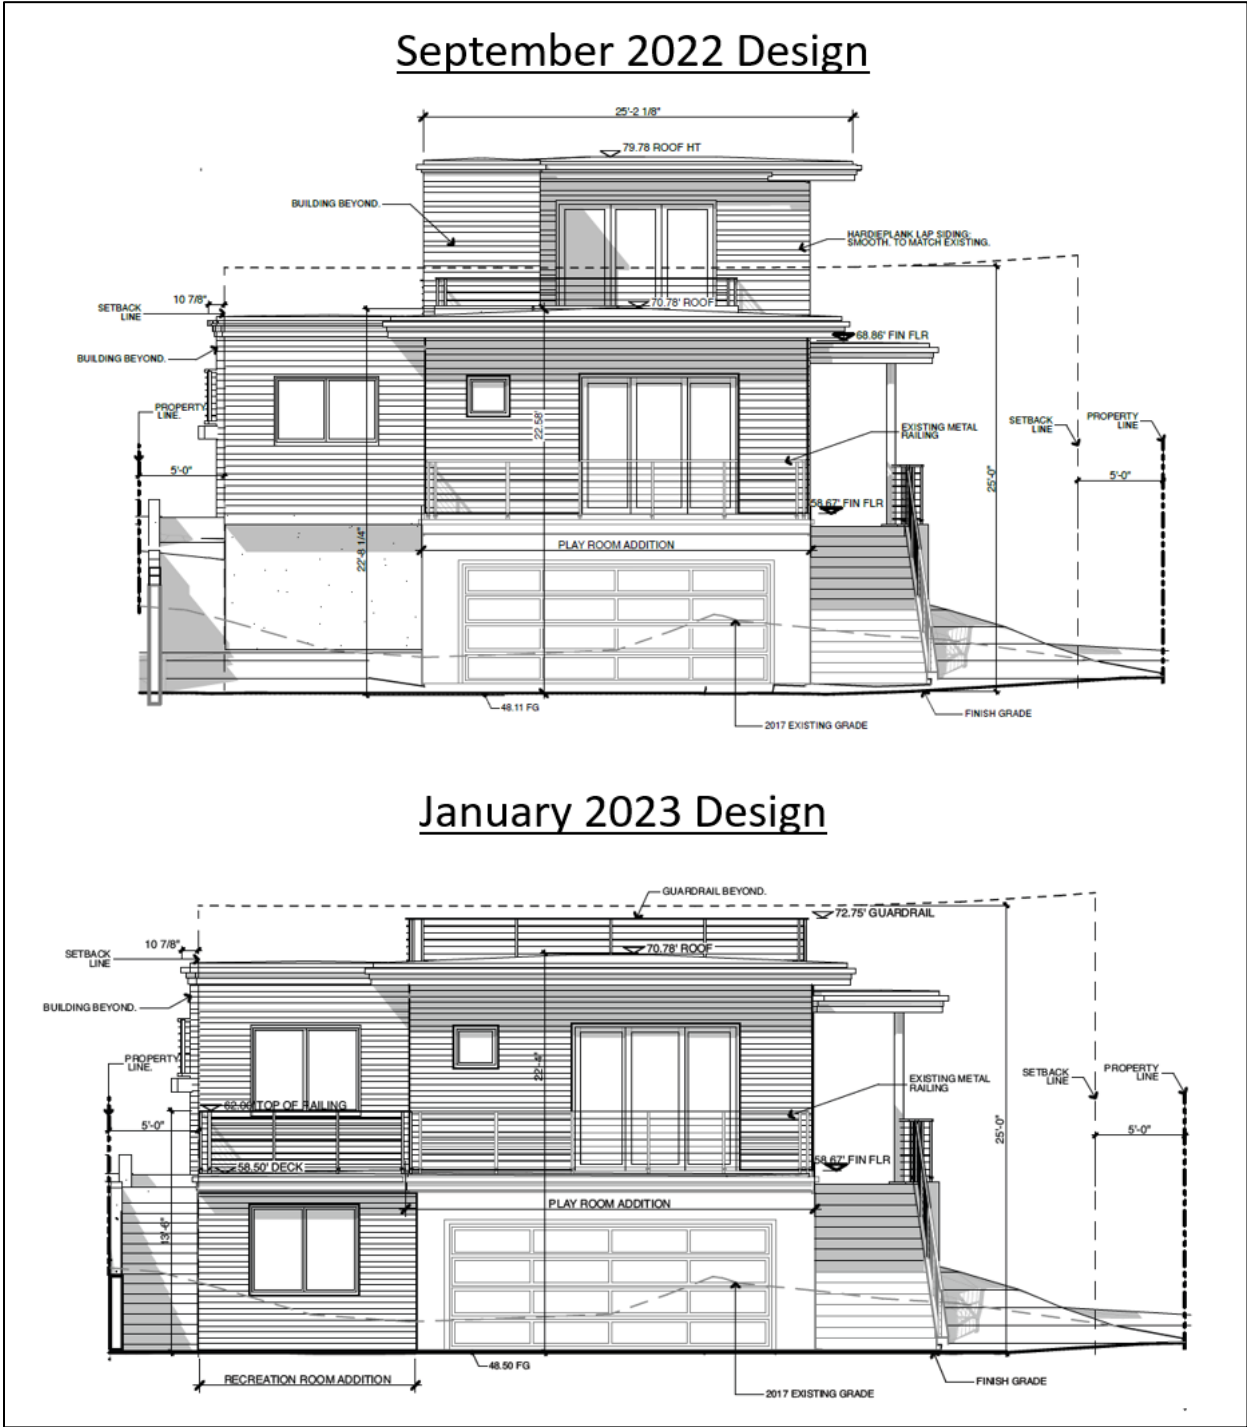 September 2022 Design
25'-2 1/8"
79.78 ROOF HT
BUILDING BEYOND.
HARDIEPLANK LAP SIDING:
SMOOTH. TO MATCH EXISTING.
10 7/8"
SETBACK
LINE
70.78' ROOF
68.86' FIN FLR
BUILDING BEYOND.
PROPERTY
LINE.
22.58'
EXISTING METAL
RAILING
SETBACK
LINE
PROPERTY
LINE
5'-0"
25'-0"
5'-0"
58.67' FIN FLR
22'-8 1/4"
PLAY ROOM ADDITION
48.11 FG
FINISH GRADE
2017 EXISTING GRADE
January 2023 Design
GUARDRAIL BEYOND.
72.75' GUARDRAIL
10 7/8"
SETBACK
LINE
70.78' ROOF
BUILDING BEYOND.
PROPERTY
LINE.
22'-4"
EXISTING METAL
RAILING
SETBACK
LINE
PROPERTY
LINE
62.00' TOP OF RAILING
5'-0"
25'-0"
5'-0"
58.50' DECK
58.67' FIN FLR
PLAY ROOM ADDITION
13'-6"
48.50 FG
RECREATION ROOM ADDITION
FINISH GRADE
2017 EXISTING GRADE